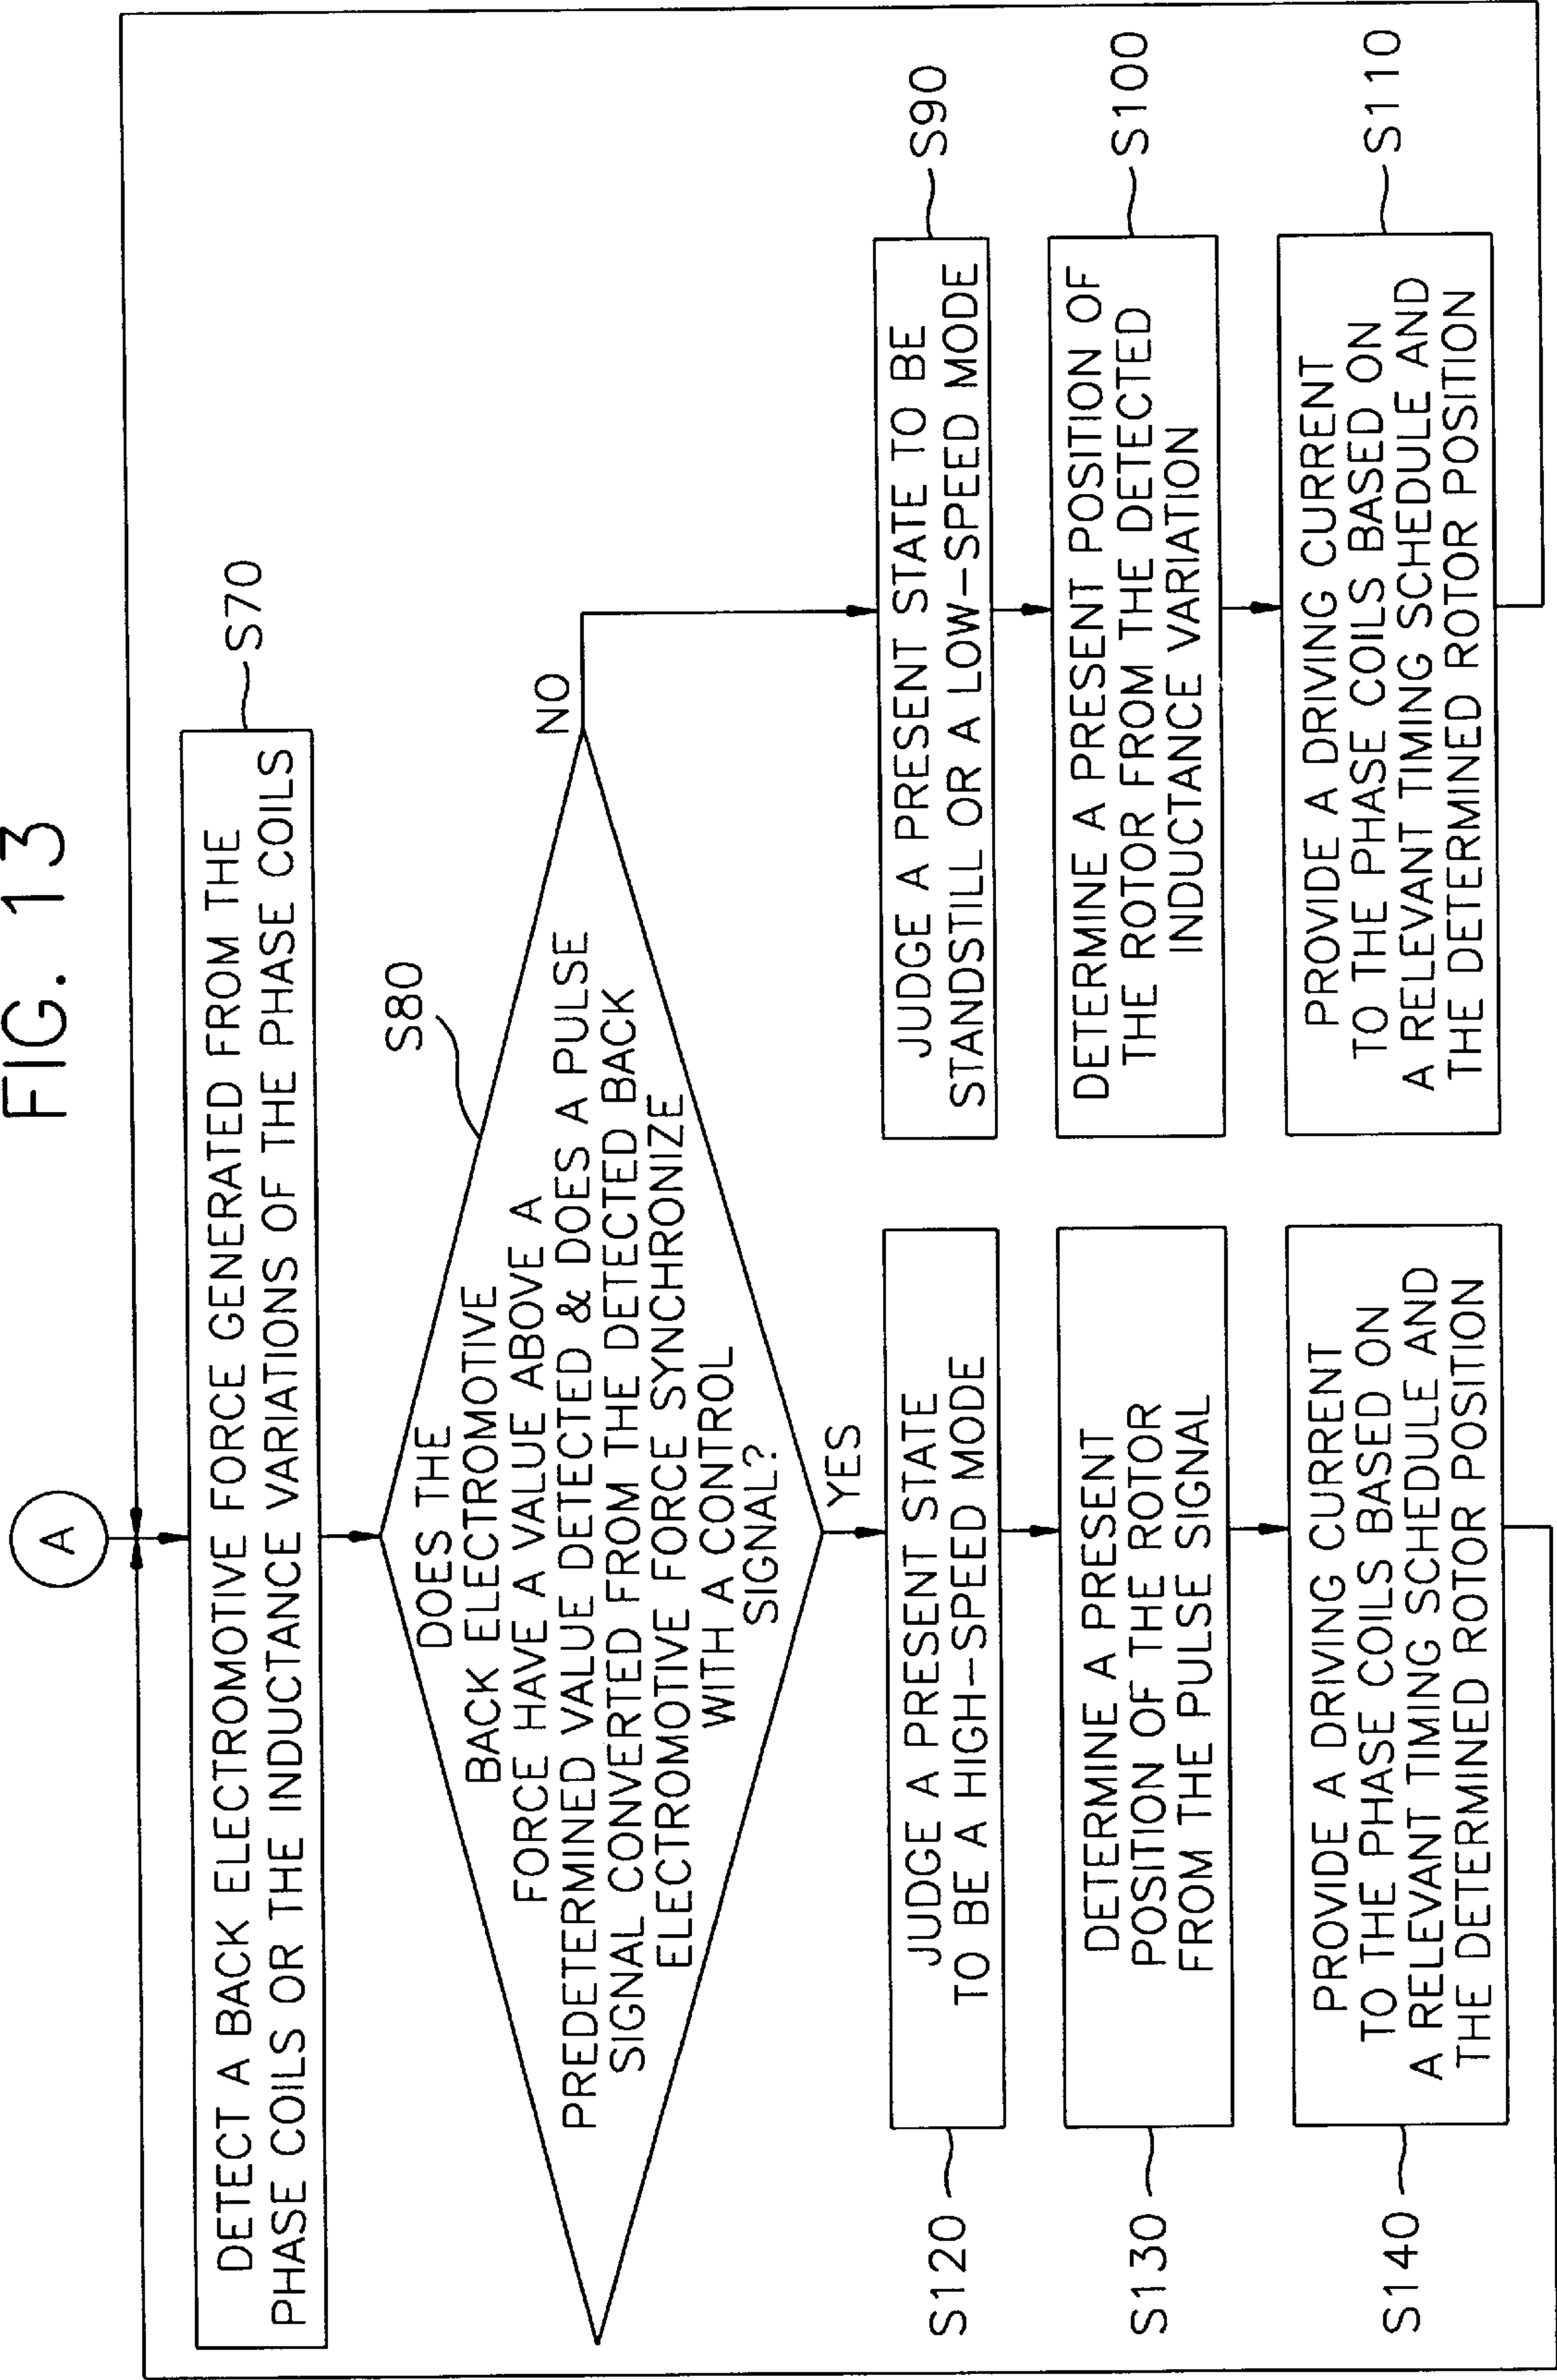 FIG. 13
A
DETECT A BACK ELECTROMOTIVE FORCE GENERATED FROM THE
PHASE COILS OR THE INDUCTANCE VARIATIONS OF THE PHASE COILS
S70
S80
DOES THE
BACK ELECTROMOTIVE
FORCE HAVE A VALUE ABOVE A
PREDETERMINED VALUE DETECTED & DOES A PULSE
SIGNAL CONVERTED FROM THE DETECTED BACK
ELECTROMOTIVE FORCE SYNCHRONIZE
WITH A CONTROL
SIGNAL?
NO
YES
S120
JUDGE A PRESENT STATE
TO BE A HIGH-SPEED MODE
JUDGE A PRESENT STATE TO BE
STANDSTILL OR A LOW-SPEED MODE
S90
S130
DETERMINE A PRESENT
POSITION OF THE ROTOR
FROM THE PULSE SIGNAL
DETERMINE A PRESENT POSITION OF
THE ROTOR FROM THE DETECTED
INDUCTANCE VARIATION
S100
S140
PROVIDE A DRIVING CURRENT
TO THE PHASE COILS BASED ON
A RELEVANT TIMING SCHEDULE AND
THE DETERMINED ROTOR POSITION
PROVIDE A DRIVING CURRENT
TO THE PHASE COILS BASED ON
A RELEVANT TIMING SCHEDULE AND
THE DETERMINED ROTOR POSITION
S110